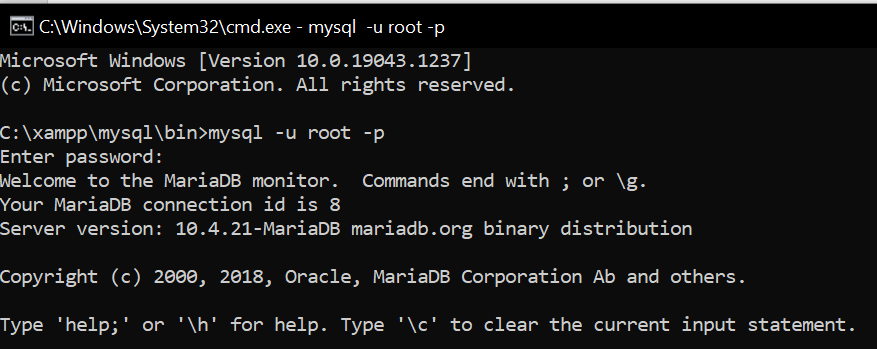 C:\Windows\System32\cmd.exe - mysql  -u root -p
Microsoft Windows [Version 10.0.19043.1237]
(c) Microsoft Corporation. All rights reserved.
C:\xampp\mysql\bin>mysql -u root -p
Enter password:
Welcome to the MariaDB monitor.  Commands end with ; or \g.
Your MariaDB connection id is 8
Server version: 10.4.21-MariaDB mariadb.org binary distribution
Copyright (c) 2000, 2018, Oracle, MariaDB Corporation Ab and others.
Type 'help;' or '\h' for help. Type '\c' to clear the current input statement.